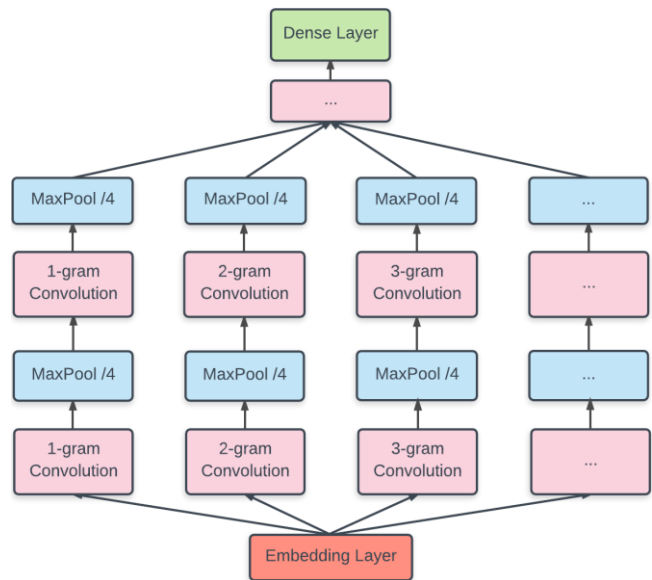 Dense Layer
...
MaxPool /4
MaxPool /4
MaxPool /4
...
1-gram
Convolution
2-gram
Convolution
3-gram
Convolution
...
MaxPool /4
MaxPool /4
MaxPool /4
...
1-gram
Convolution
2-gram
Convolution
3-gram
Convolution
...
Embedding Layer